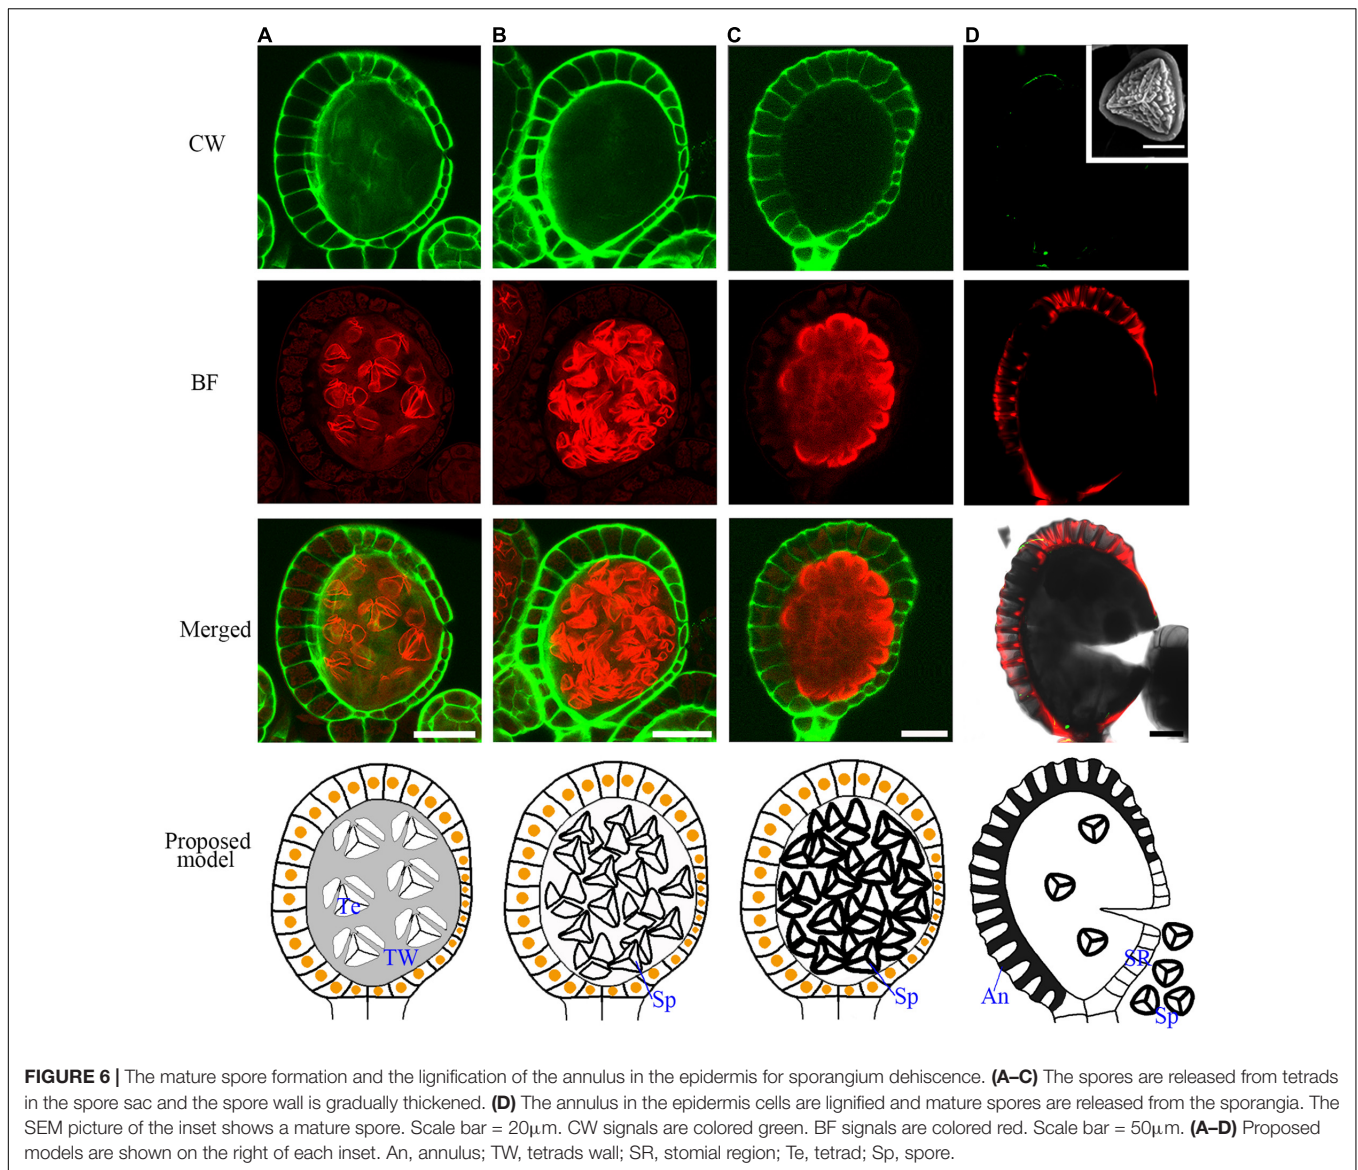 A B C D
CW
BF
Merged
Proposed
model
Te
TW
Sp
Sp
An
SR
Sp
FIGURE 6 | The mature spore formation and the lignification of the annulus in the epidermis for sporangium dehiscence. (A–C) The spores are released from tetrads
in the spore sac and the spore wall is gradually thickened. (D) The annulus in the epidermis cells are lignified and mature spores are released from the sporangia. The
SEM picture of the inset shows a mature spore. Scale bar = 20μm. CW signals are colored green. BF signals are colored red. Scale bar = 50μm. (A–D) Proposed
models are shown on the right of each inset. An, annulus; TW, tetrads wall; SR, stomial region; Te, tetrad; Sp, spore.